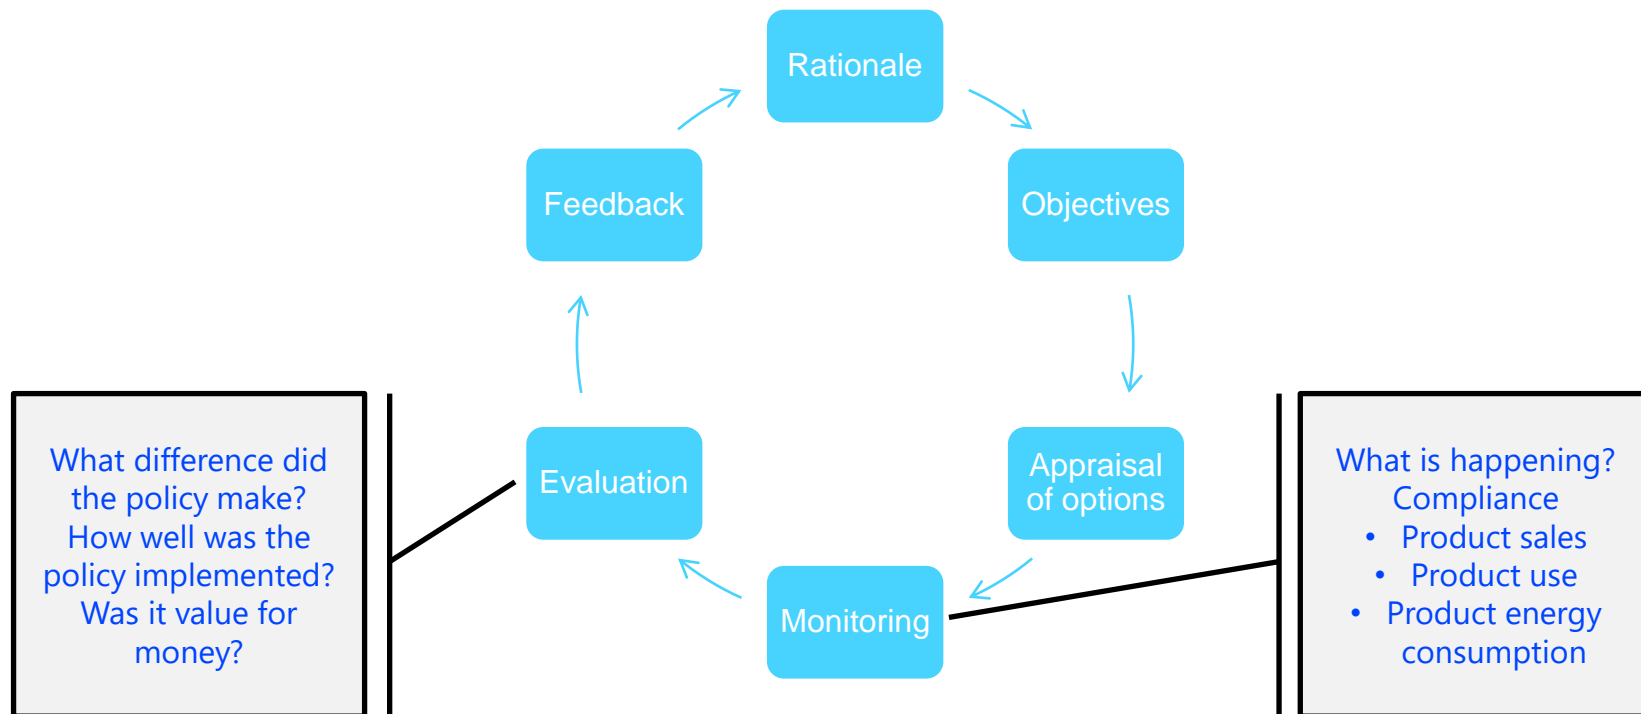 Rationale
Feedback
Objectives
What difference did
the policy make?
How well was the
policy implemented?
Was it value for
money?
Evaluation
Appraisal
of options
What is happening?
Compliance
• Product sales
• Product use
• Product energy
consumption
Monitoring